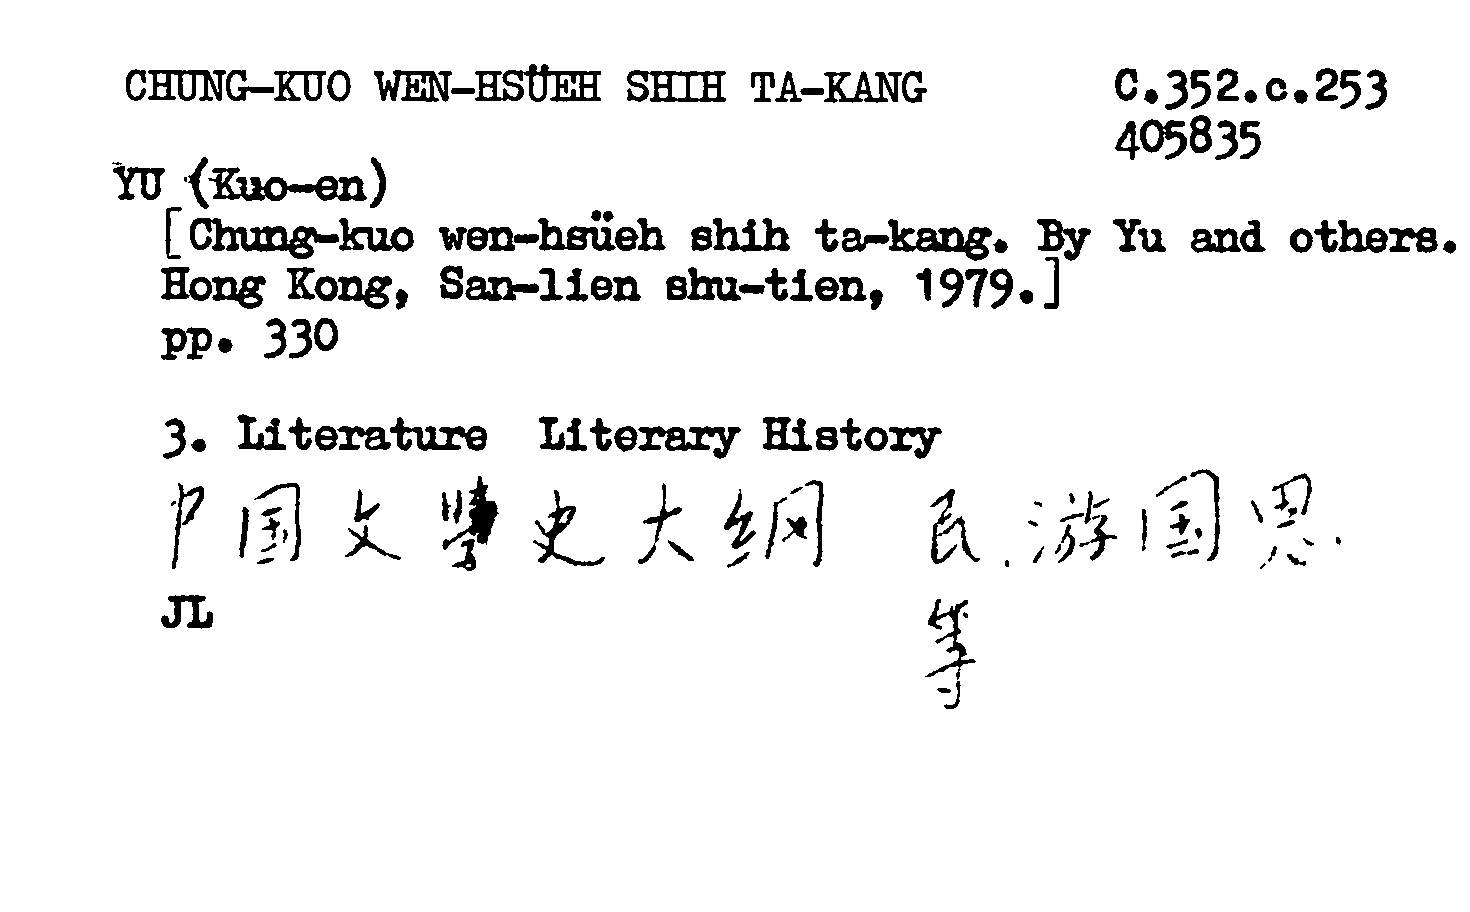 CHUNG-KUO WEN-HSÜEH SHIH TA-KANG C.352.c.253
405835
YU (Kuo-en)
[Chung-kuo wen-hsüeh shih ta-kang. By Yu and others.
Hong Kong, San-lien shu-tien, 1979.]
pp. 330
3. Literature Literary History
中国文學史大纲 民.游国恩.
等
JL